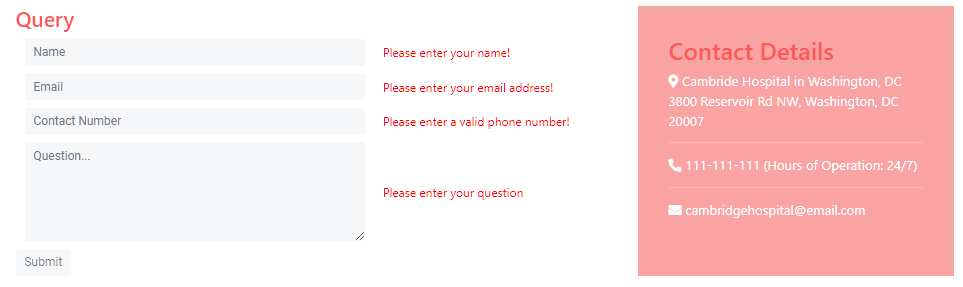 Query
Name
Please enter your name!
Email
Please enter your email address!
Contact Number
Please enter a valid phone number!
Question...
Please enter your question
Submit
Contact Details
Cambride Hospital in Washington, DC
3800 Reservoir Rd NW, Washington, DC
20007
111-111-111 (Hours of Operation: 24/7)
cambridgehospital@email.com